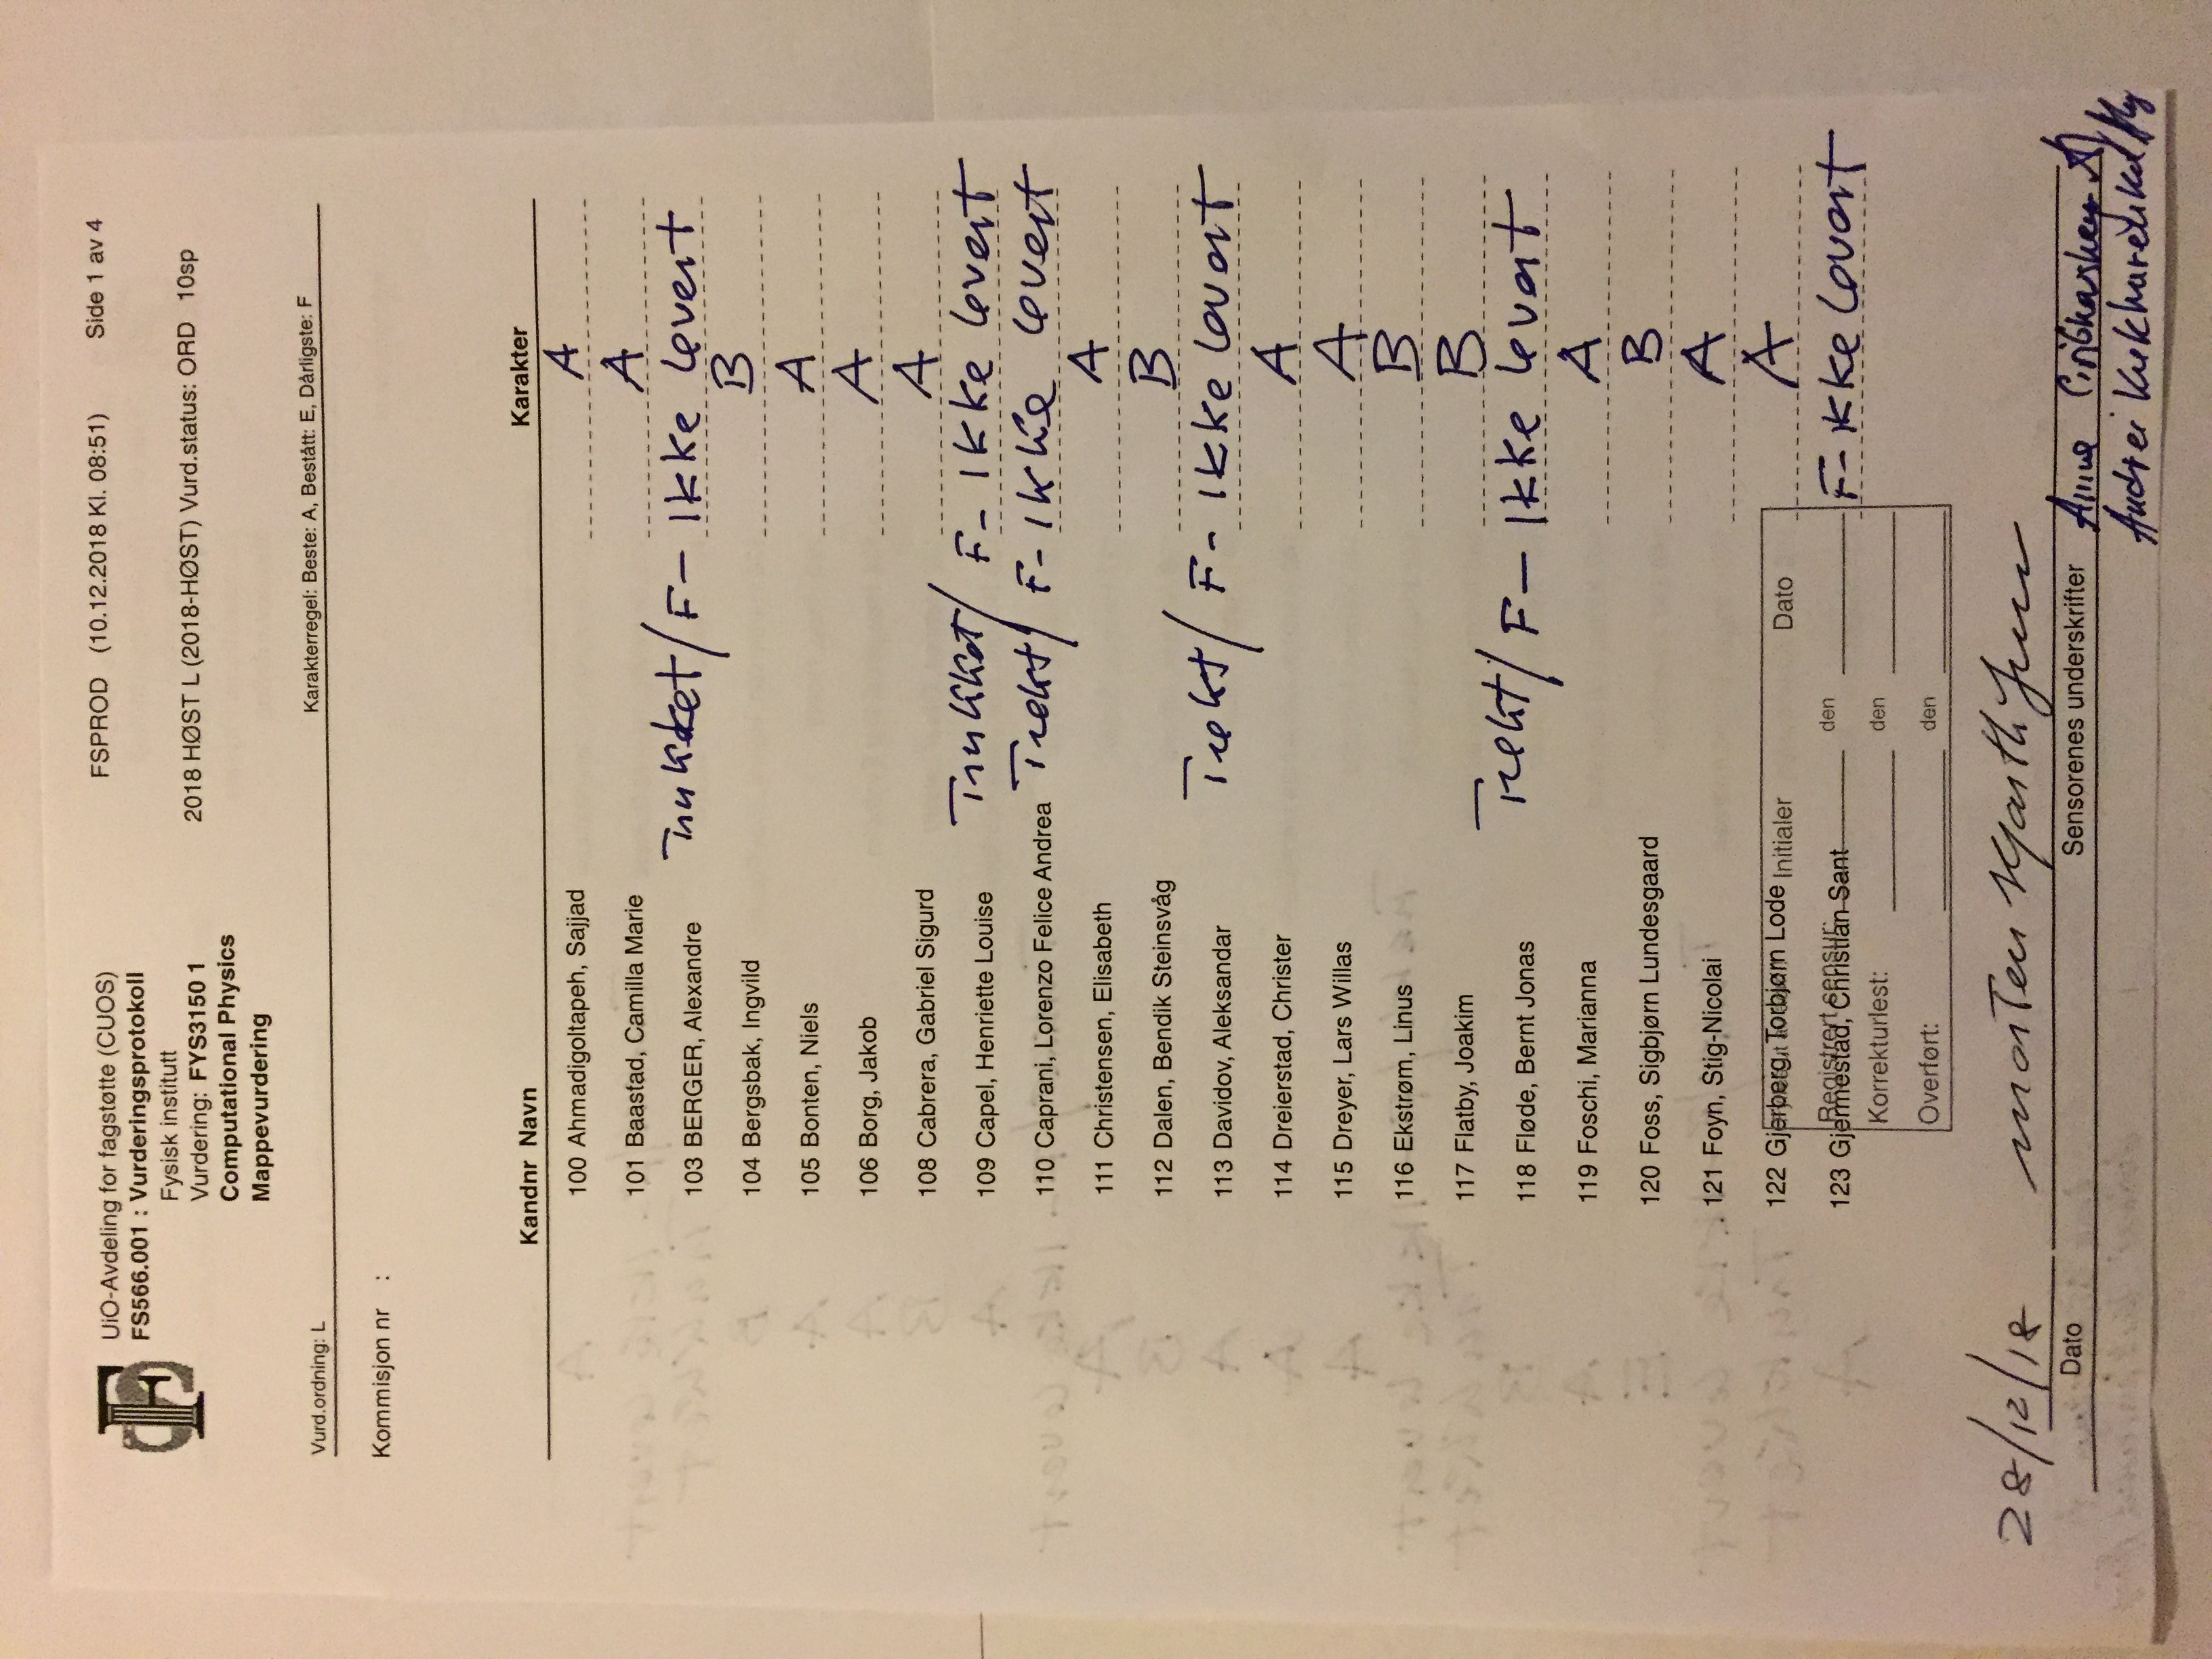 UiO-Avdeling for fagstøtte (CUOS) FSPROD (10.12.2018 Kl. 08:51) Side 1 av 4
FS566.001 : Vurderingsprotokoll
Fysisk institutt
Vurdering: FYS3150 1 2018 HØST L (2018-HØST) Vurd.status: ORD 10sp
Computational Physics
Mappevurdering
Vurd.ordning: L Karakterregel: Beste: A, Bestått: E, Dårligste: F
Kommisjon nr :
Kandnr Navn Karakter
100 Ahmadigoltapeh, Sajjad A
101 Baastad, Camilla Marie A
103 BERGER, Alexandre Trukket / F- Ikke levert
104 Bergsbak, Ingvild B
105 Bonten, Niels A
106 Borg, Jakob A
108 Cabrera, Gabriel Sigurd A
109 Capel, Henriette Louise Trukket / F- Ikke levert
110 Caprani, Lorenzo Felice Andrea Trekt / F- Ikke levert
111 Christensen, Elisabeth A
112 Dalen, Bendik Steinsvåg B
113 Davidov, Aleksandar Trekt / F- Ikke levert
114 Dreierstad, Christer A
115 Dreyer, Lars Willas A
116 Ekstrøm, Linus B
117 Flatby, Joakim B
118 Fløde, Bernt Jonas Trekt / F- Ikke levert
119 Foschi, Marianna A
120 Foss, Sigbjørn Lundesgaard B
121 Foyn, Stig-Nicolai A
122 Gjerberg, Torbjørn Lode A
Initialer Dato
Registrert sensur: den
123 Gjermestad, Christian Sant F- Ikke levert
Korrekturlest: den
Overført: den
28/12/18 Morten Hjorth-Jensen
Dato Sensorenes underskrifter
Andrei Kukharenka